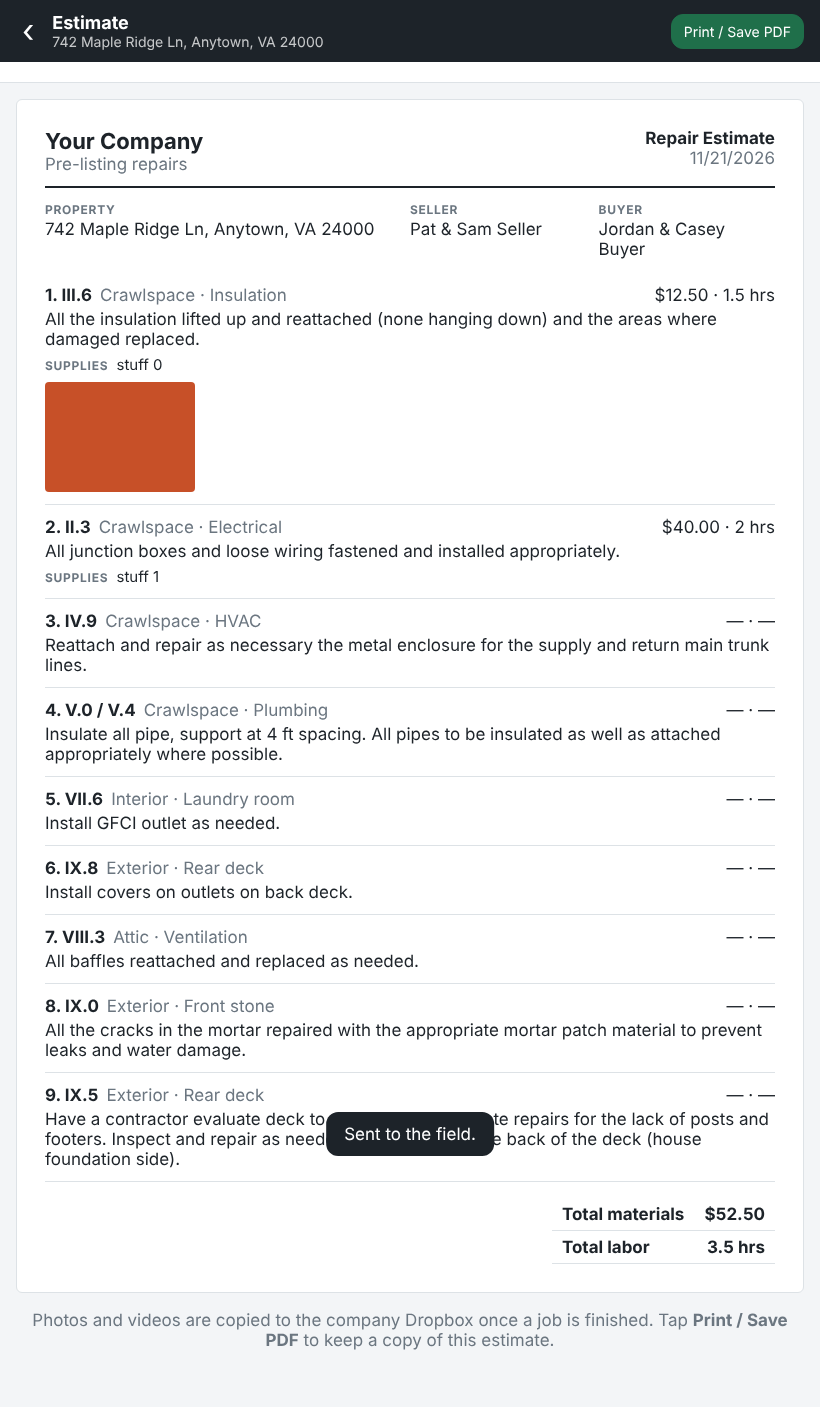 Estimate
742 Maple Ridge Ln, Anytown, VA 24000
Print / Save PDF
Your Company
Pre-listing repairs
Repair Estimate
11/21/2026
PROPERTY
742 Maple Ridge Ln, Anytown, VA 24000
SELLER
Pat & Sam Seller
BUYER
Jordan & Casey
Buyer
1. III.6 Crawlspace · Insulation $12.50 · 1.5 hrs
All the insulation lifted up and reattached (none hanging down) and the areas where
damaged replaced.
SUPPLIES stuff 0
2. II.3 Crawlspace · Electrical $40.00 · 2 hrs
All junction boxes and loose wiring fastened and installed appropriately.
SUPPLIES stuff 1
3. IV.9 Crawlspace · HVAC — · —
Reattach and repair as necessary the metal enclosure for the supply and return main trunk
lines.
4. V.0 / V.4 Crawlspace · Plumbing — · —
Insulate all pipe, support at 4 ft spacing. All pipes to be insulated as well as attached
appropriately where possible.
5. VII.6 Interior · Laundry room — · —
Install GFCI outlet as needed.
6. IX.8 Exterior · Rear deck — · —
Install covers on outlets on back deck.
7. VIII.3 Attic · Ventilation — · —
All baffles reattached and replaced as needed.
8. IX.0 Exterior · Front stone — · —
All the cracks in the mortar repaired with the appropriate mortar patch material to prevent
leaks and water damage.
9. IX.5 Exterior · Rear deck — · —
Have a contractor evaluate deck to repairs for the lack of posts and
footers. Inspect and repair as back of the deck (house
foundation side).
Sent to the field.
Total materials $52.50
Total labor 3.5 hrs
Photos and videos are copied to the company Dropbox once a job is finished. Tap Print / Save
PDF to keep a copy of this estimate.